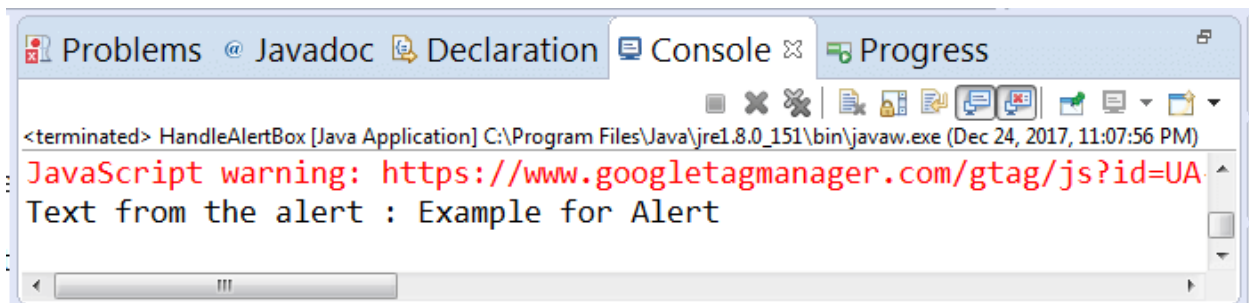 Problems @ Javadoc Declaration Console Progress
<terminated> HandleAlertBox [Java Application] C:\Program Files\Java\jre1.8.0_151\bin\javaw.exe (Dec 24, 2017, 11:07:56 PM)
JavaScript warning: https://www.googletagmanager.com/gtag/js?id=UA
Text from the alert : Example for Alert